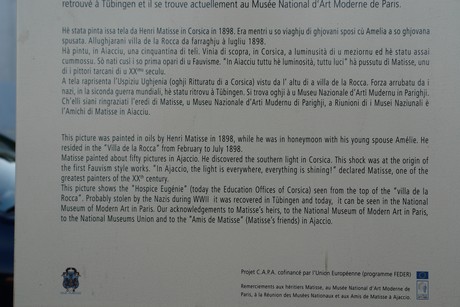 retrouvé à Tübingen et il se trouve actuellement au Musée National d'Art Moderne de Paris.
Hè stata pinta issa tela da Henri Matisse in Corsica in 1898. Era mentri u so viaghju di ghjovani sposi cù Amelia a so ghjovana
spusata. Allughjarani villa di a Rocca da farraghju à lugliu 1898.
Hà pintu, in Aiacciu, una cinquantina di teli. Vinia di scopra, in Corsica, a luminosità di u meziornu ed hè statu assai
cummossu. Sò nati cusì i so prima opari di u Fauvisme. "In Aiacciu tuttu hè luminosità, tuttu luci" hà pussutu di Matissu, unu
di i pittori tarcani di u XXesimu seculu.
A tela raprisenta l'Uspiziu Ughjenia (oghji Ritturatu di a Corsica) vistu da l' altu di a villa di a Rocca. Forza arrubatu da i
nazi, in la siconda guerra mundiali, hè statu ritruvu à Tübingen. Si trova oghji à u Museu Naziunale d'Arti Mudernu in Parighji.
Ch'elli siani ringraziati l'eredi di Matisse, u Museu Naziunale d'Arti Mudernu di Parighji, a Riunioni di i Musei Naziunali è
l'Amichi di Matisse in Aiacciu.
This picture was painted in oils by Henri Matisse in 1898, while he was in honeymoon with his young spouse Amélie. He
resided in the "Villa de la Rocca" from February to July 1898.
Matisse painted about fifty pictures in Ajaccio. He discovered the southern light in Corsica. This shock was at the origin of
the first Fauvism style works. "In Ajaccio, the light is everywhere, everything is shining!" declared Matisse, one of the
greatest painters of the XXth century.
This picture shows the "Hospice Eugénie" (today the Education Offices of Corsica) seen from the top of the "villa de la
Rocca". Probably stolen by the Nazis during WWII it was recovered in Tübingen and today, it can be seen in the National
Museum of Modern Art in Paris. Our acknowledgements to Matisse's heirs, to the National Museum of Modern Art in Paris,
to the National Museums Union and to the "Amis de Matisse" (Matisse's friends) in Ajaccio.
Projet C.A.P.A. cofinancé par l'Union Européenne (programme FEDER)
Remerciements aux héritiers Matisse, au Musée National d'Art Moderne de Paris,
à la Réunion des Musées Nationaux et aux Amis de Matisse à Ajaccio